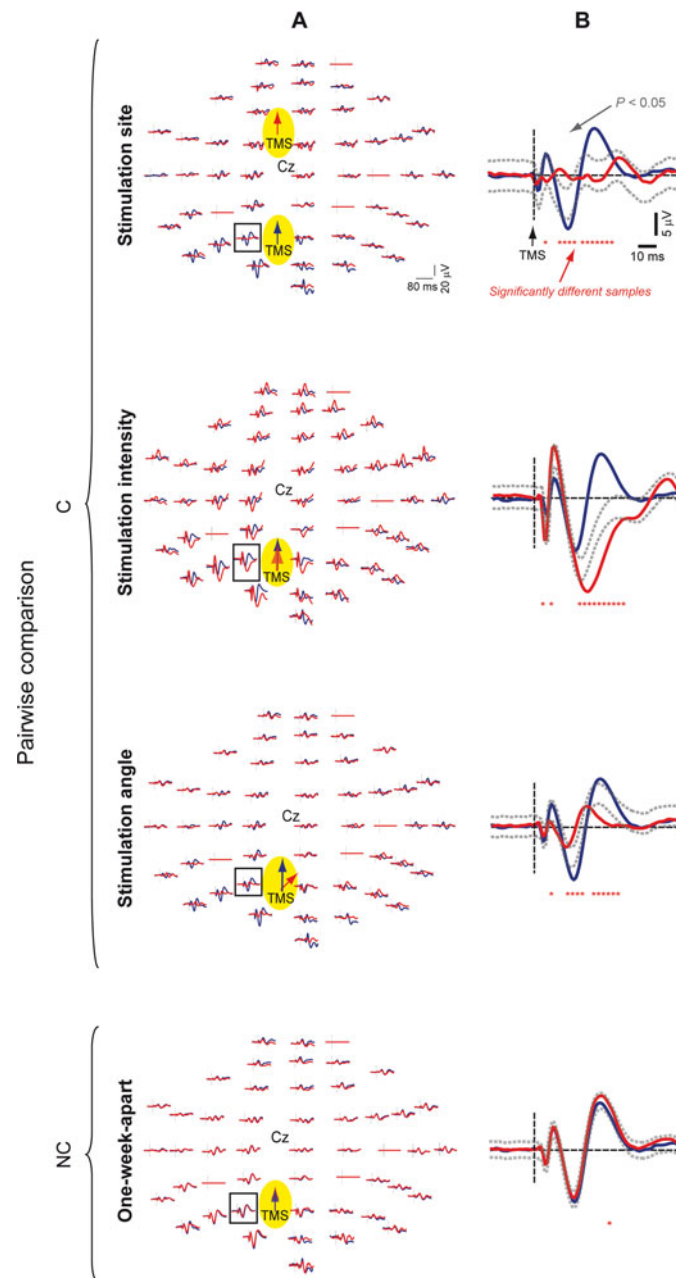 A
B
Pairwise comparison
C
Stimulation site
TMS
Cz
TMS
80 ms
20 µV
P < 0.05
TMS
5 µV
10 ms
Significantly different samples
Stimulation intensity
Cz
TMS
Stimulation angle
Cz
TMS
NC
One-week-apart
Cz
TMS